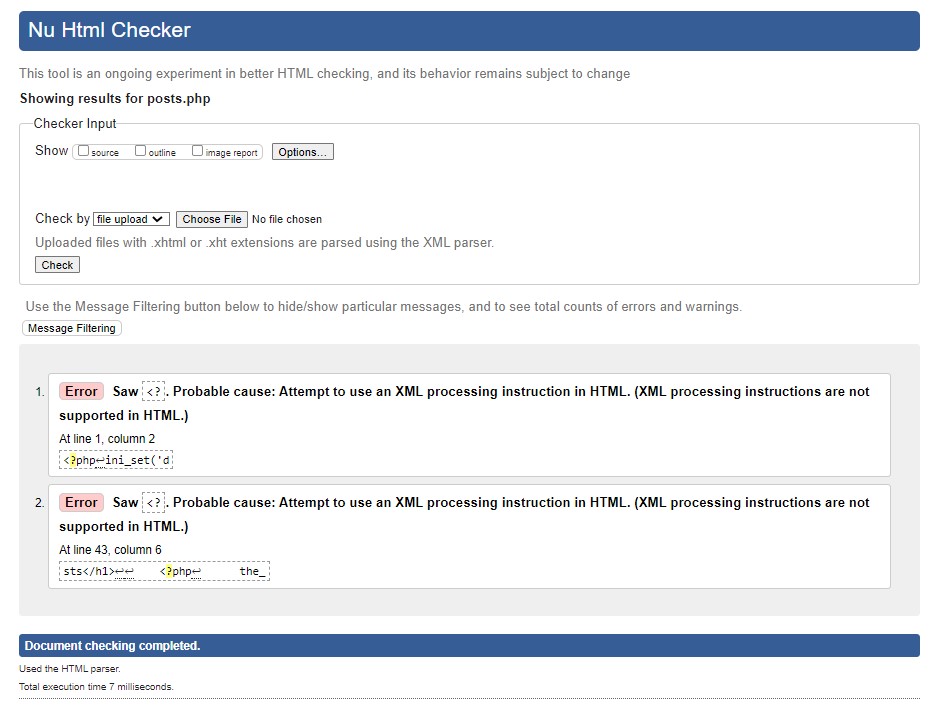 Nu Html Checker
This tool is an ongoing experiment in better HTML checking, and its behavior remains subject to change
Showing results for posts.php
Checker Input
Show source outline image report Options...
Check by file upload Choose File No file chosen
Uploaded files with .xhtml or .xht extensions are parsed using the XML parser.
Check
Use the Message Filtering button below to hide/show particular messages, and to see total counts of errors and warnings.
Message Filtering
1. Error Saw <?. Probable cause: Attempt to use an XML processing instruction in HTML. (XML processing instructions are not
supported in HTML.)
At line 1, column 2
<?php↩ini_set('d
2. Error Saw <?. Probable cause: Attempt to use an XML processing instruction in HTML. (XML processing instructions are not
supported in HTML.)
At line 43, column 6
sts</h1>↩↩    <?php↩      the_
Document checking completed.
Used the HTML parser.
Total execution time 7 milliseconds.